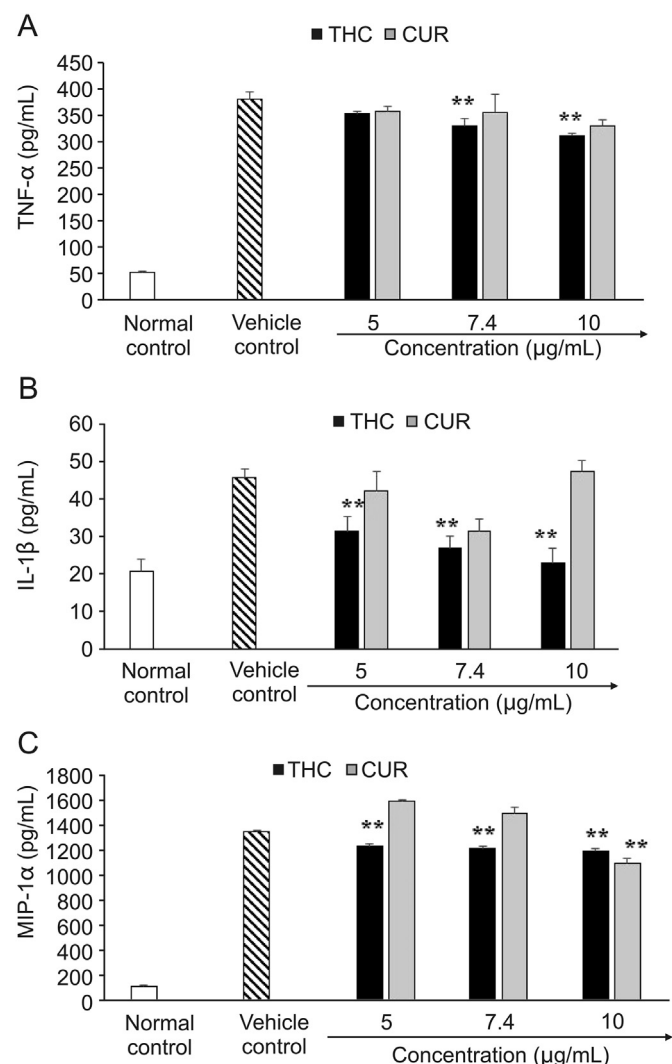 A
THC CUR
TNF-α (pg/mL)
450
400
350
300
250
200
150
100
50
0
** **
Normal control
Vehicle control
5 7.4 10
Concentration (µg/mL)
B
THC CUR
IL-1β (pg/mL)
60
50
40
30
20
10
0
** ** **
Normal control
Vehicle control
5 7.4 10
Concentration (µg/mL)
C
THC CUR
MIP-1α (pg/mL)
1800
1600
1400
1200
1000
800
600
400
200
0
** ** ** **
Normal control
Vehicle control
5 7.4 10
Concentration (µg/mL)